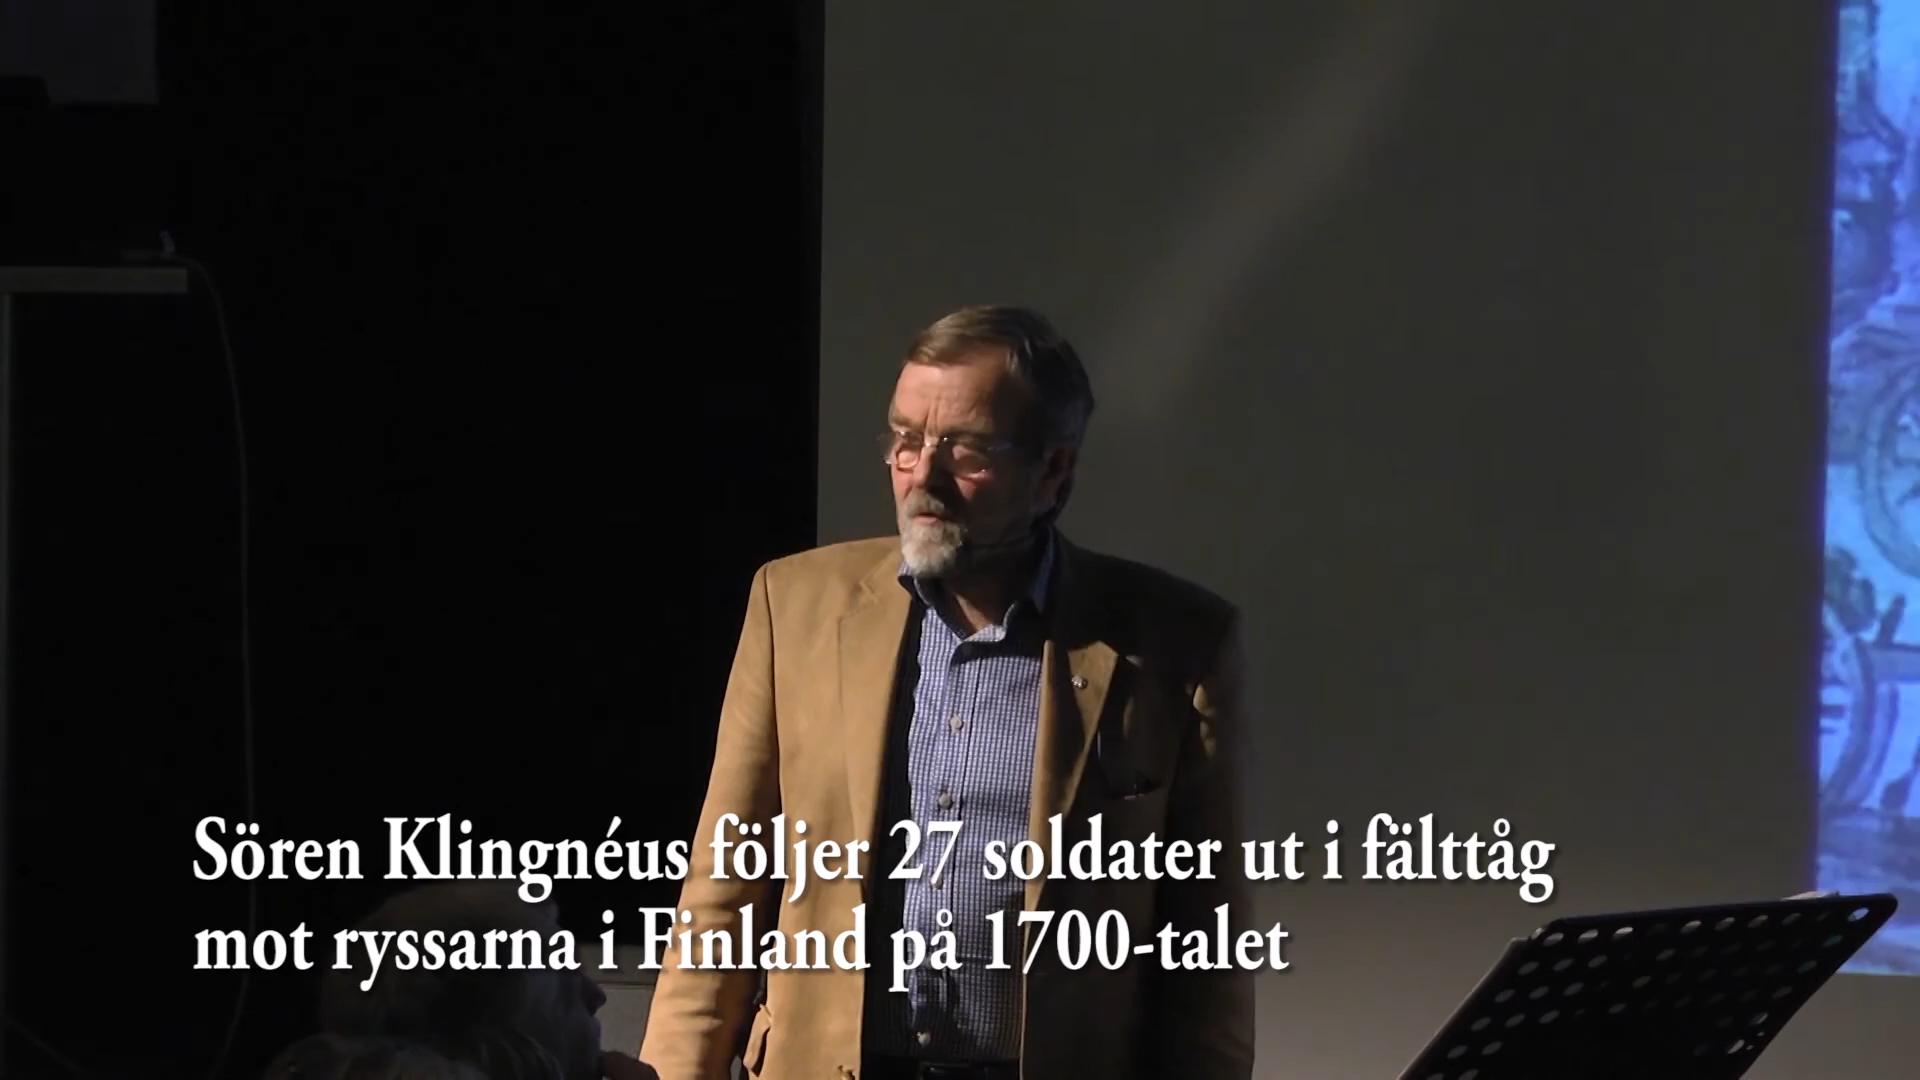 Sören Klingnéus följer 27 soldater ut i fälttåg
mot ryssarna i Finland på 1700-talet